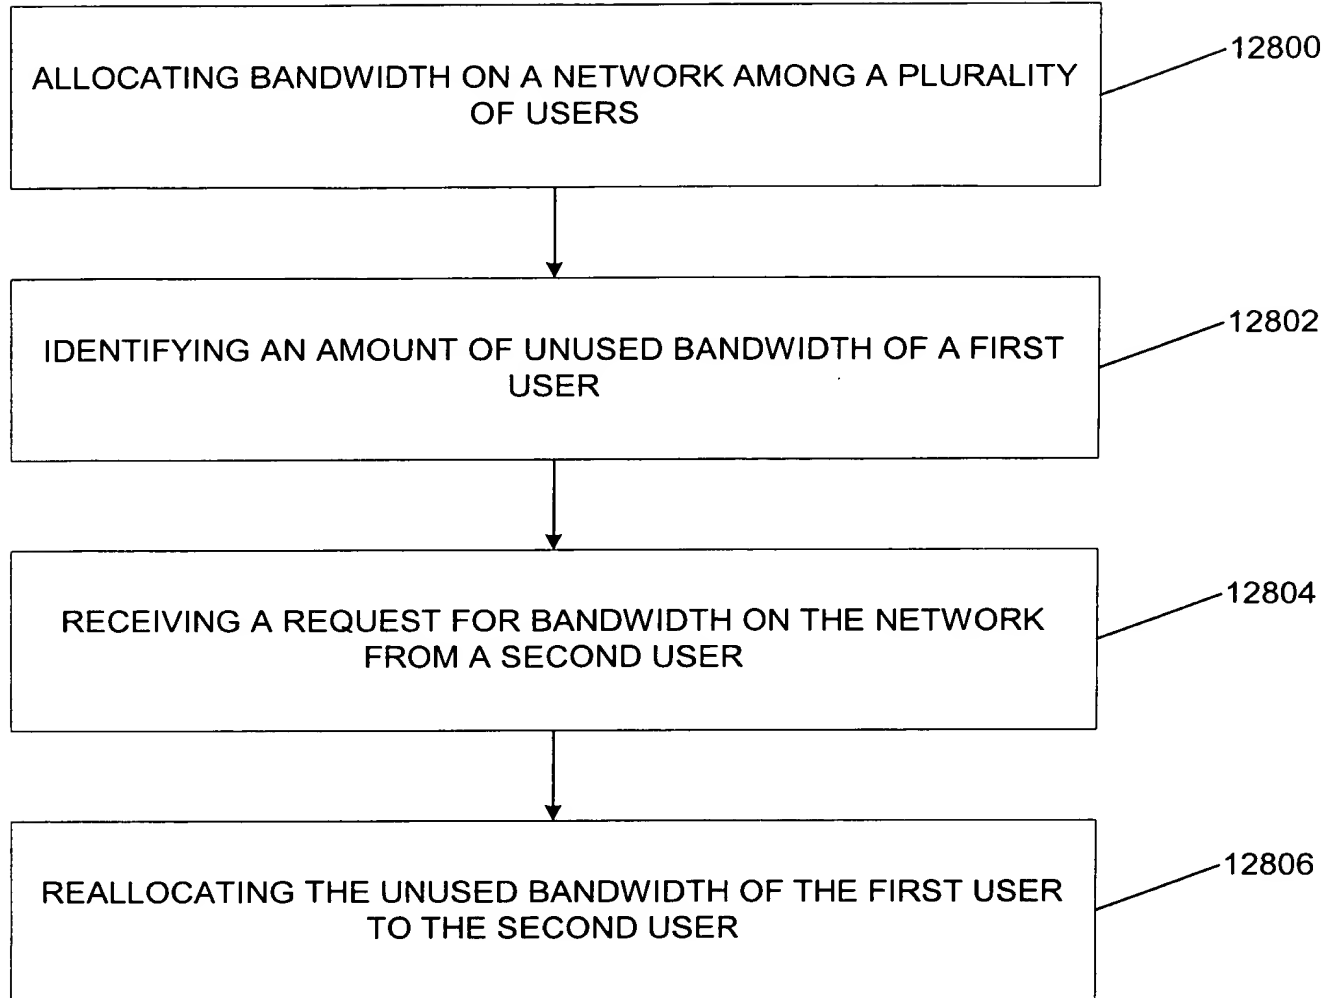 12800
ALLOCATING BANDWIDTH ON A NETWORK AMONG A PLURALITY
OF USERS
12802
IDENTIFYING AN AMOUNT OF UNUSED BANDWIDTH OF A FIRST
USER
12804
RECEIVING A REQUEST FOR BANDWIDTH ON THE NETWORK
FROM A SECOND USER
12806
REALLOCATING THE UNUSED BANDWIDTH OF THE FIRST USER
TO THE SECOND USER